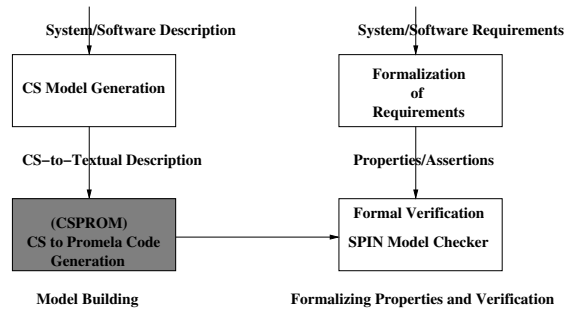 System/Software Description
CS Model Generation
CS-to-Textual Description
(CSPROM)
CS to Promela Code
Generation
Model Building
System/Software Requirements
Formalization
of
Requirements
Properties/Assertions
Formal Verification
SPIN Model Checker
Formalizing Properties and Verification